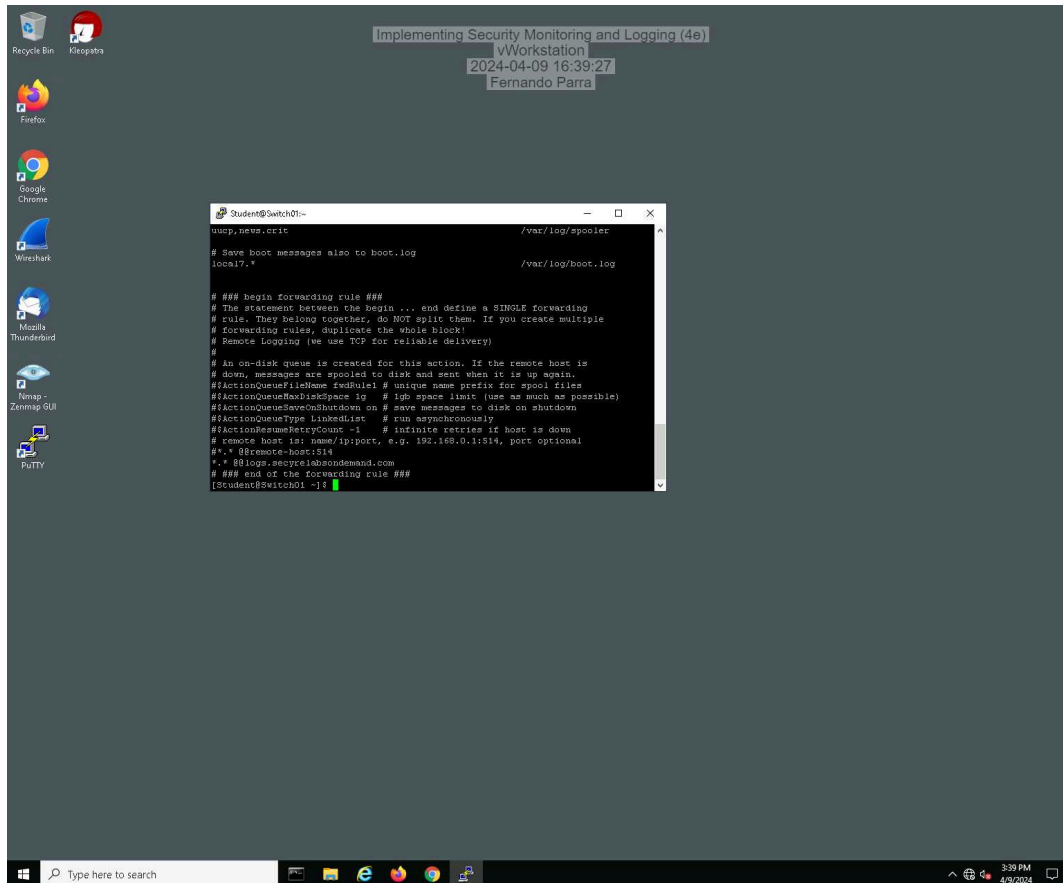 Recycle Bin
Kleopatra
Implementing Security Monitoring and Logging (4e)
vWorkstation
2024-04-09 16:39:27
Fernando Parra
Firefox
Google
Chrome
Wireshark
Mozilla
Thunderbird
Nmap -
Zenmap GUI
PuTTY
Student@Switch01:~
uucp,news.crit /var/log/spooler
# Save boot messages also to boot.log
local7.* /var/log/boot.log
# ### begin forwarding rule ###
# The statement between the begin ... end define a SINGLE forwarding
# rule. They belong together, do NOT split them. If you create multiple
# forwarding rules, duplicate the whole block!
# Remote Logging (we use TCP for reliable delivery)
#
# An on-disk queue is created for this action. If the remote host is
# down, messages are spooled to disk and sent when it is up again.
#$ActionQueueFileName fwdRule1 # unique name prefix for spool files
#$ActionQueueMaxDiskSpace 1g # 1gb space limit (use as much as possible)
#$ActionQueueSaveOnShutdown on # save messages to disk on shutdown
#$ActionQueueType LinkedList # run asynchronously
#$ActionResumeRetryCount -1 # infinite retries if host is down
# remote host is: name/ip:port, e.g. 192.168.0.1:514, port optional
#*.* @@remote-host:514
*.* @@logs.secyrelabsondemand.com
# ### end of the forwarding rule ###
[Student@Switch01 ~]$
Type here to search
3:39 PM
4/9/2024